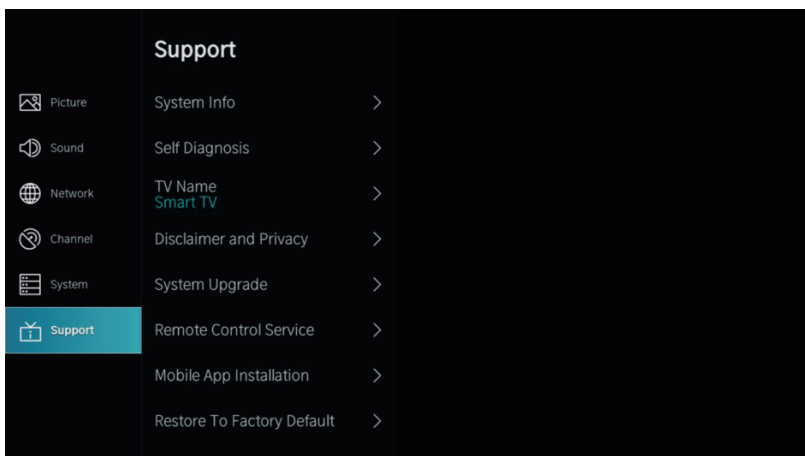 Support
Picture
Sound
Network
Channel
System
Support
System Info
Self Diagnosis
TV Name
Smart TV
Disclaimer and Privacy
System Upgrade
Remote Control Service
Mobile App Installation
Restore To Factory Default